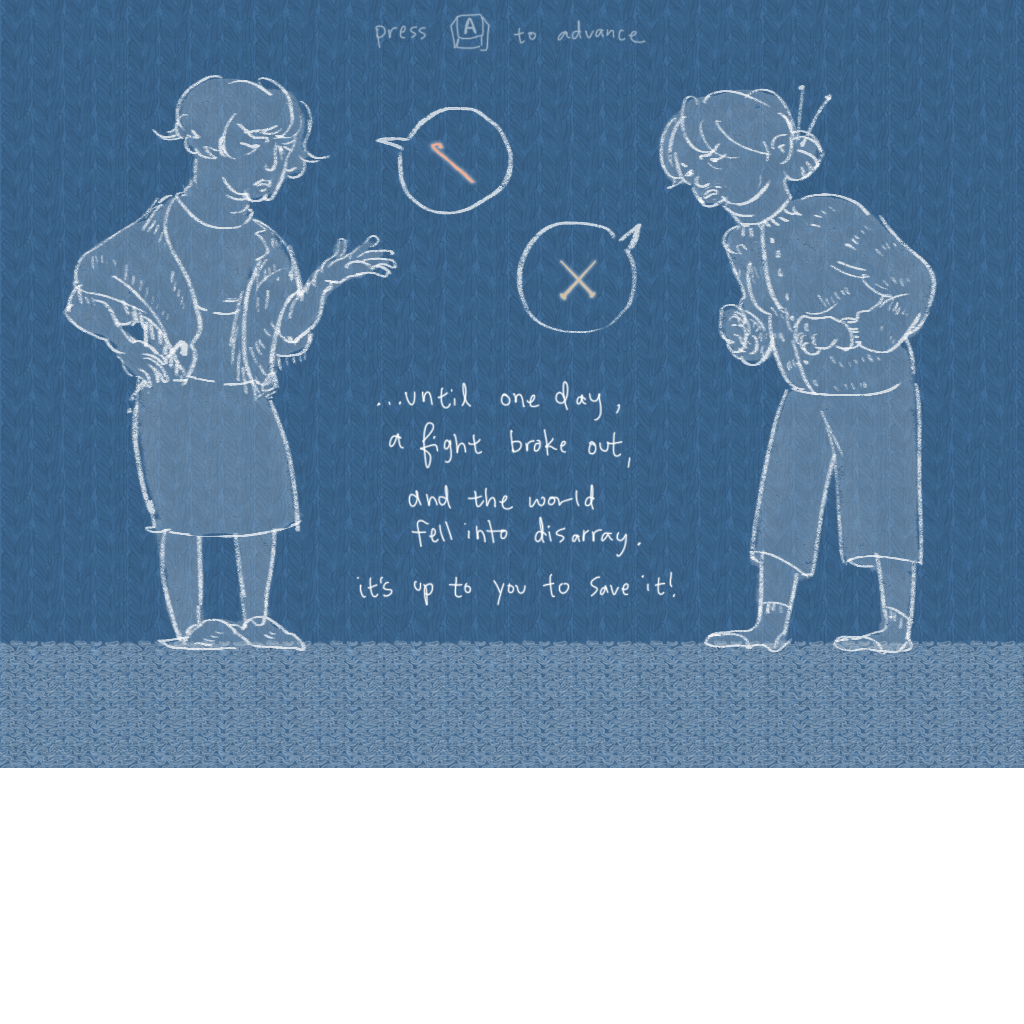 press A to advance
...until one day,
a fight broke out,
and the world
fell into disarray.
it's up to you to save it!